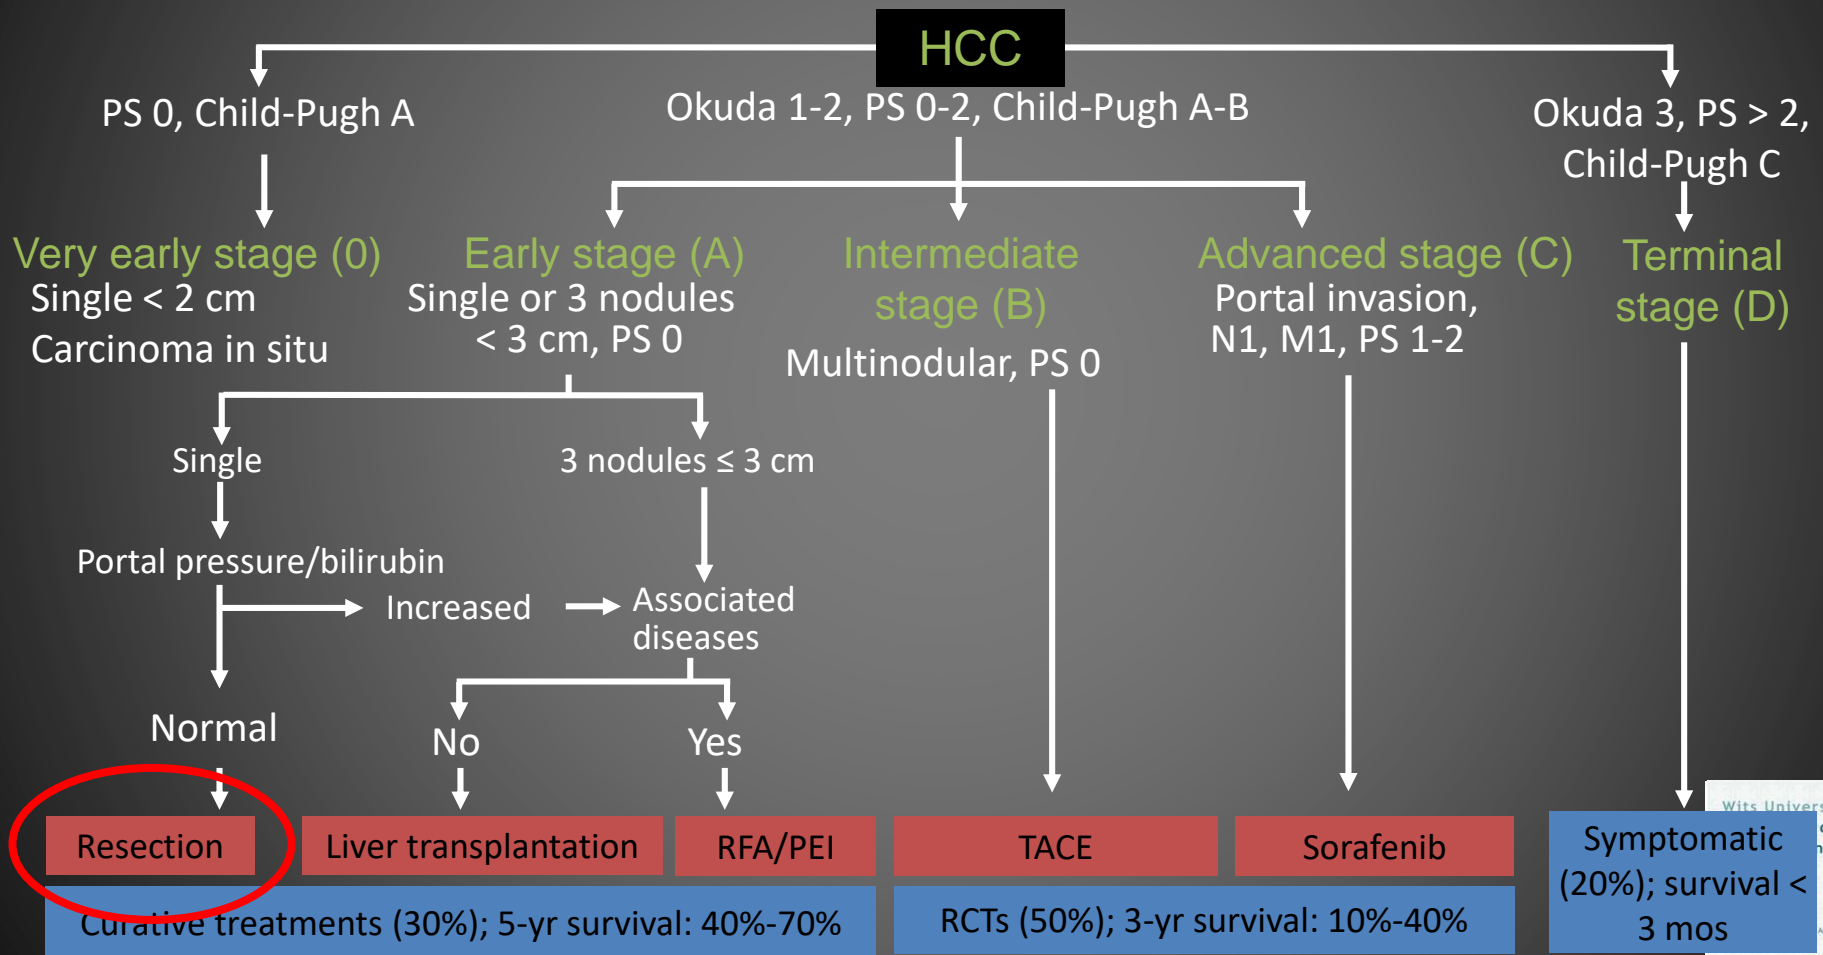 HCC
PS 0, Child-Pugh A
Okuda 1-2, PS 0-2, Child-Pugh A-B
Okuda 3, PS > 2,
Child-Pugh C
Very early stage (0)
Single < 2 cm
Carcinoma in situ
Early stage (A)
Single or 3 nodules
< 3 cm, PS 0
Intermediate
stage (B)
Multinodular, PS 0
Advanced stage (C)
Portal invasion,
N1, M1, PS 1-2
Terminal
stage (D)
Single
3 nodules ≤ 3 cm
Portal pressure/bilirubin
Increased
Associated
diseases
Normal
No
Yes
Resection
Liver transplantation
RFA/PEI
TACE
Sorafenib
Curative treatments (30%); 5-yr survival: 40%-70%
RCTs (50%); 3-yr survival: 10%-40%
Symptomatic
(20%); survival <
3 mos
Wits